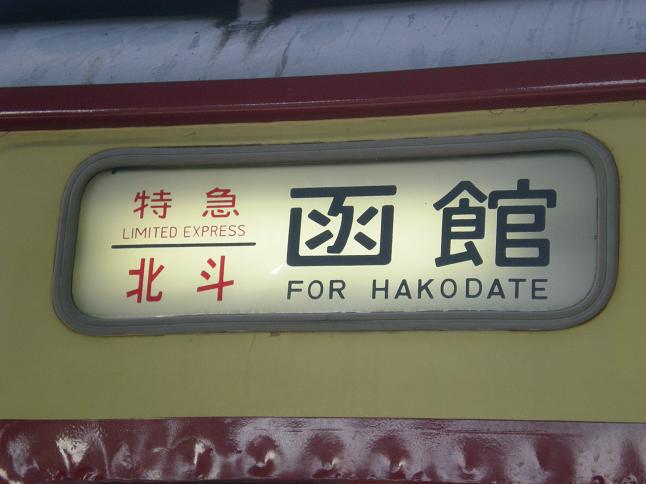 特急
LIMITED EXPRESS
北斗
函館
FOR HAKODATE